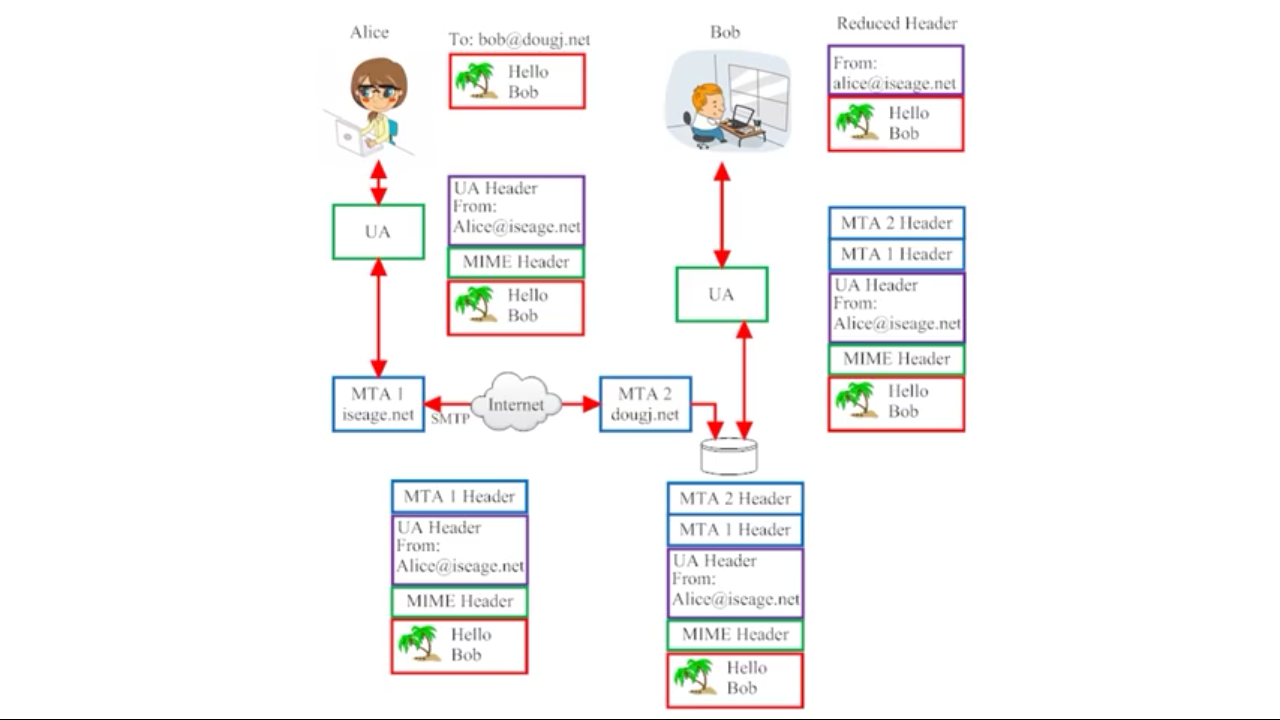 Alice
To: bob@dougj.net
Hello
Bob
Bob
Reduced Header
From:
alice@iseage.net
Hello
Bob
UA
UA Header
From:
Alice@iseage.net
MIME Header
Hello
Bob
UA
MTA 2 Header
MTA 1 Header
UA Header
From:
Alice@iseage.net
MIME Header
Hello
Bob
MTA 1
iseage.net
SMTP
Internet
MTA 2
dougj.net
MTA 1 Header
UA Header
From:
Alice@iseage.net
MIME Header
Hello
Bob
MTA 2 Header
MTA 1 Header
UA Header
From:
Alice@iseage.net
MIME Header
Hello
Bob